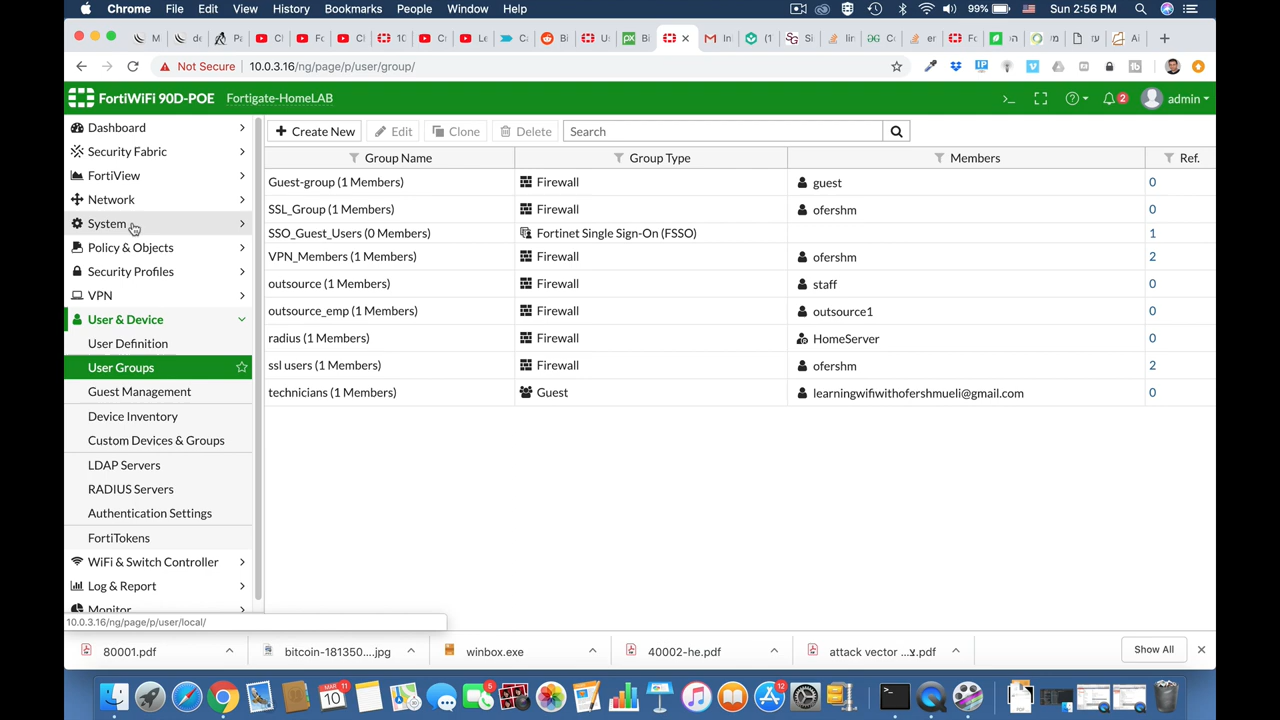 Chrome File Edit View History Bookmarks People Window Help 99% Sun 2:56 PM
Not Secure 10.0.3.16/ng/page/p/user/group/
FortiWiFi 90D-POE Fortigate-HomeLAB >_ 2 admin
Dashboard
Security Fabric
FortiView
Network
System
Policy & Objects
Security Profiles
VPN
User & Device
User Definition
User Groups
Guest Management
Device Inventory
Custom Devices & Groups
LDAP Servers
RADIUS Servers
Authentication Settings
FortiTokens
WiFi & Switch Controller
Log & Report
Monitor
Create New Edit Clone Delete Search
Group Name Group Type Members Ref.
Guest-group (1 Members) Firewall guest 0
SSL_Group (1 Members) Firewall ofershm 0
SSO_Guest_Users (0 Members) Fortinet Single Sign-On (FSSO) 1
VPN_Members (1 Members) Firewall ofershm 2
outsource (1 Members) Firewall staff 0
outsource_emp (1 Members) Firewall outsource1 0
radius (1 Members) Firewall HomeServer 0
ssl users (1 Members) Firewall ofershm 2
technicians (1 Members) Guest learningwifiwithofershmueli@gmail.com 0
10.0.3.16/ng/page/p/user/local/
80001.pdf bitcoin-181350....jpg winbox.exe 40002-he.pdf attack vector ...צ.pdf Show All
MAR 10 11 5 12